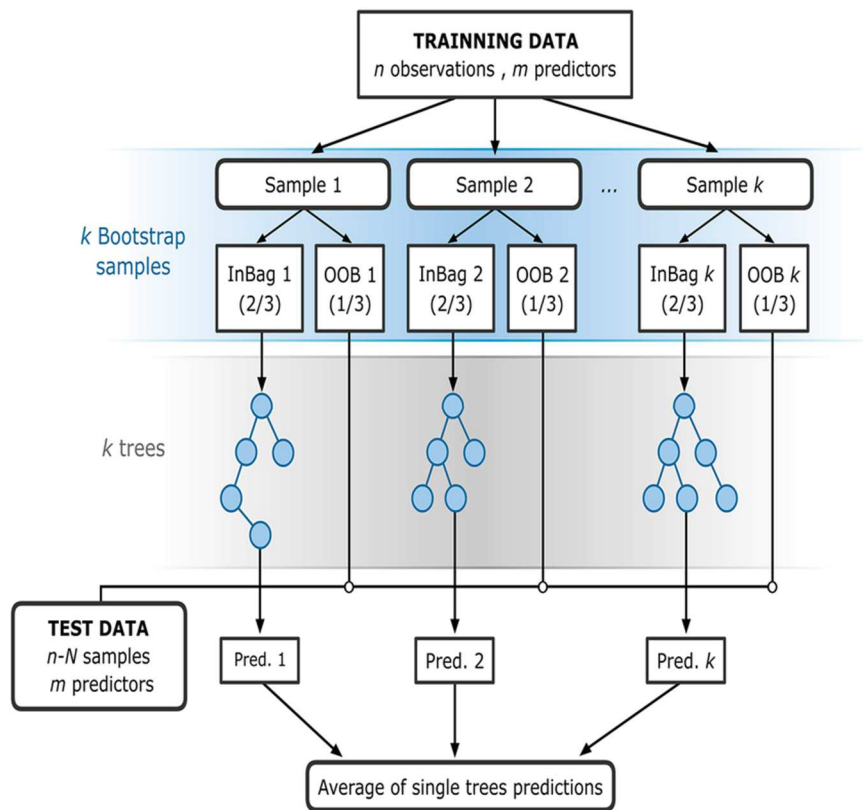 TRAINNING DATA
n observations , m predictors
Sample 1
Sample 2
...
Sample k
k Bootstrap
samples
InBag 1
(2/3)
OOB 1
(1/3)
InBag 2
(2/3)
OOB 2
(1/3)
InBag k
(2/3)
OOB k
(1/3)
k trees
TEST DATA
n-N samples
m predictors
Pred. 1
Pred. 2
Pred. k
Average of single trees predictions